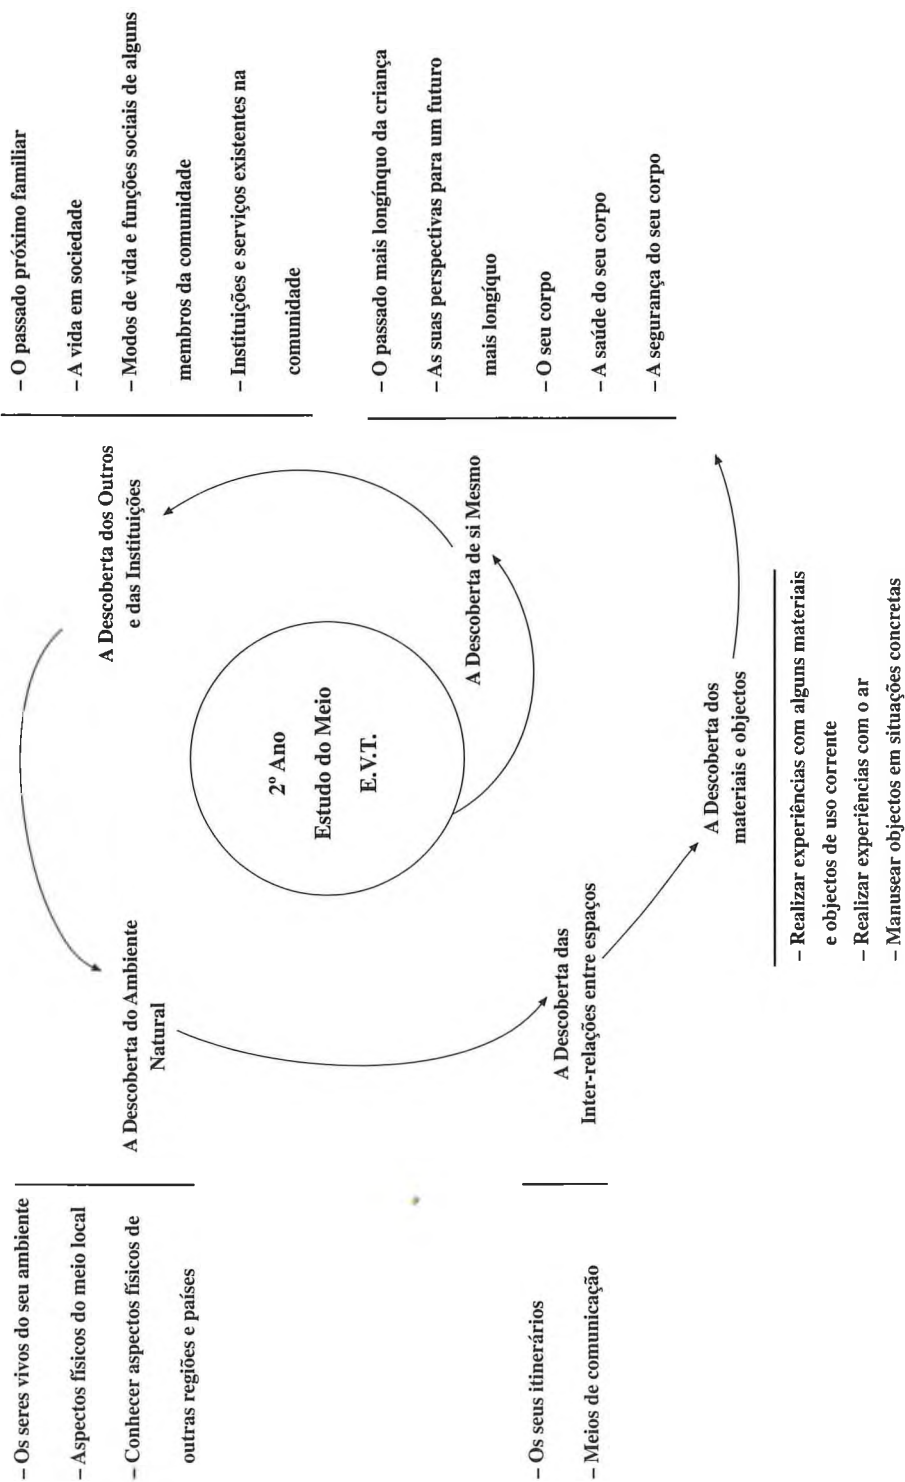 – Os seres vivos do seu ambiente
– Aspectos físicos do meio local
– Conhecer aspectos físicos de
outras regiões e países
A Descoberta do Ambiente
Natural
A Descoberta dos Outros
e das Instituições
– O passado próximo familiar
– A vida em sociedade
– Modos de vida e funções sociais de alguns
membros da comunidade
– Instituições e serviços existentes na
comunidade
2º Ano
Estudo do Meio
E.V.T.
A Descoberta de si Mesmo
– O passado mais longínquo da criança
– As suas perspectivas para um futuro
mais longíquo
– O seu corpo
– A saúde do seu corpo
– A segurança do seu corpo
– Os seus itinerários
– Meios de comunicação
A Descoberta das
Inter-relações entre espaços
A Descoberta dos
materiais e objectos
– Realizar experiências com alguns materiais
e objectos de uso corrente
– Realizar experiências com o ar
– Manusear objectos em situações concretas